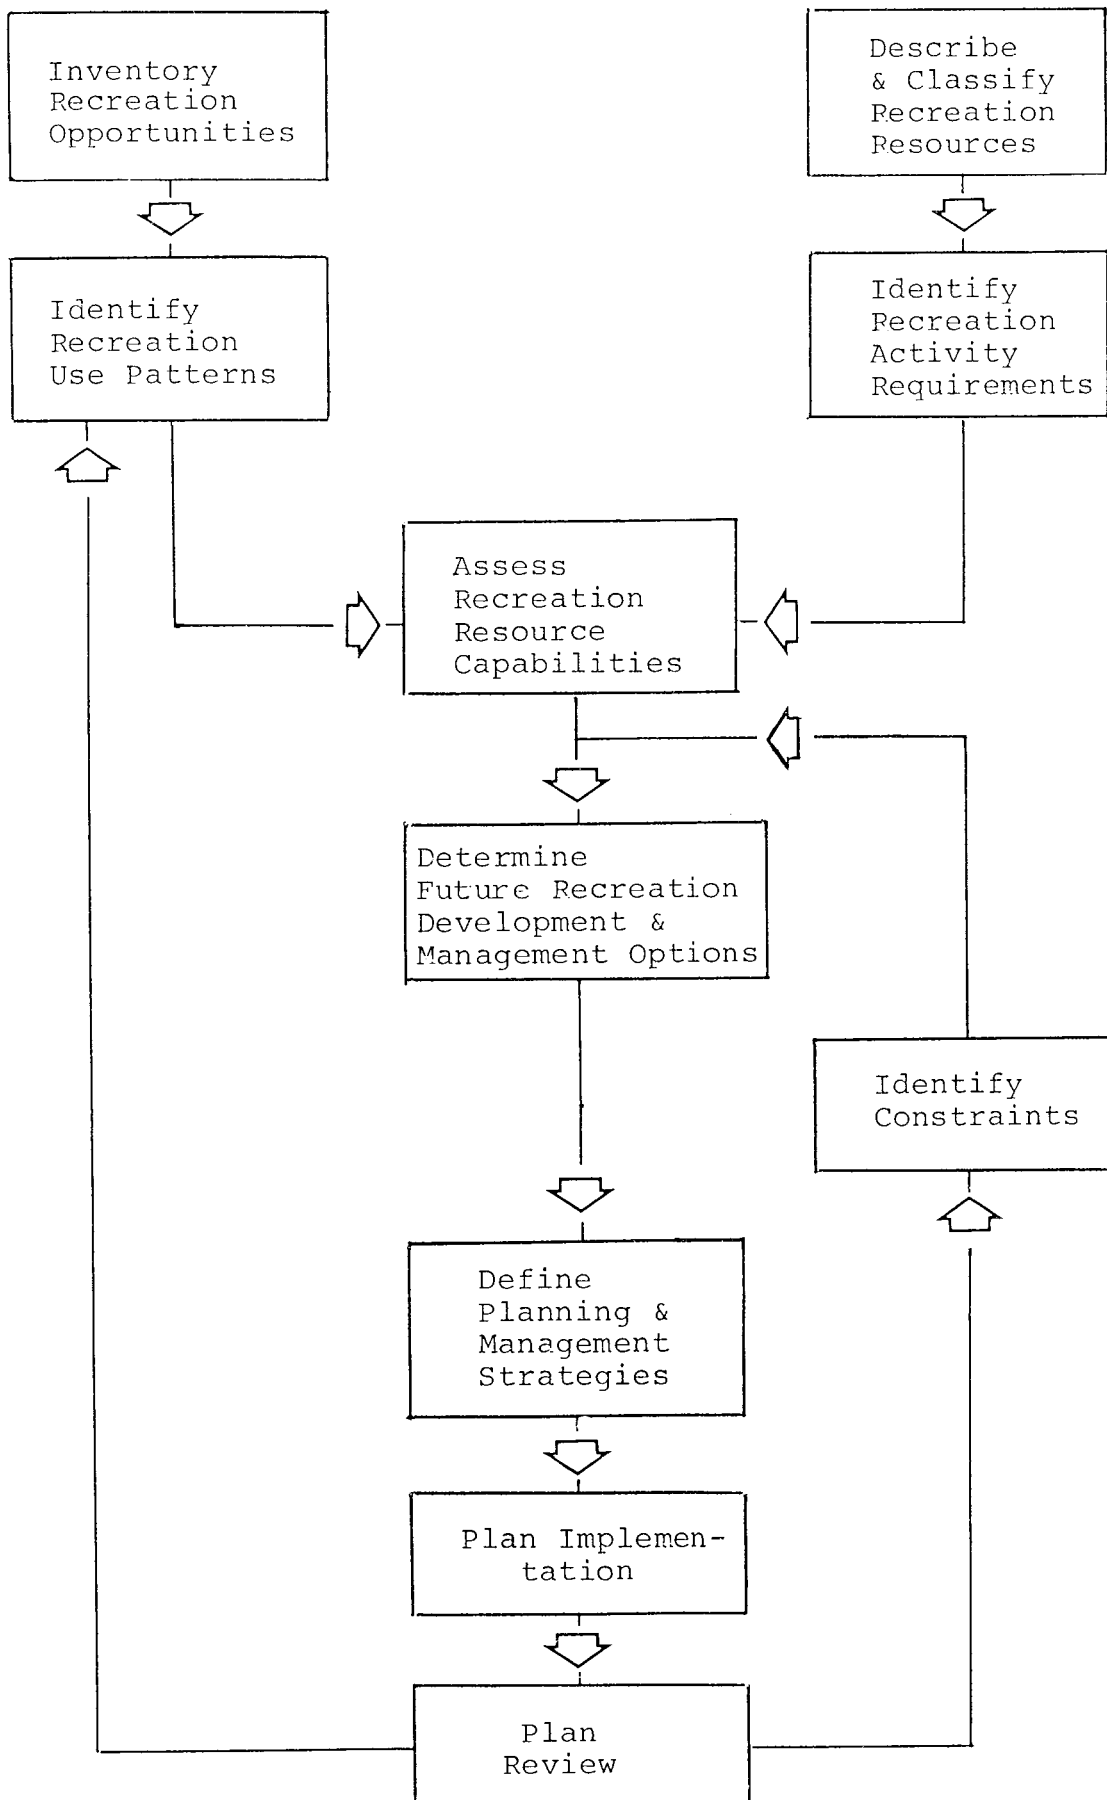 Inventory
Recreation
Opportunities
Describe
& Classify
Recreation
Resources
Identify
Recreation
Use Patterns
Identify
Recreation
Activity
Requirements
Assess
Recreation
Resource
Capabilities
Determine
Future Recreation
Development &
Management Options
Identify
Constraints
Define
Planning &
Management
Strategies
Plan Implemen-
tation
Plan
Review